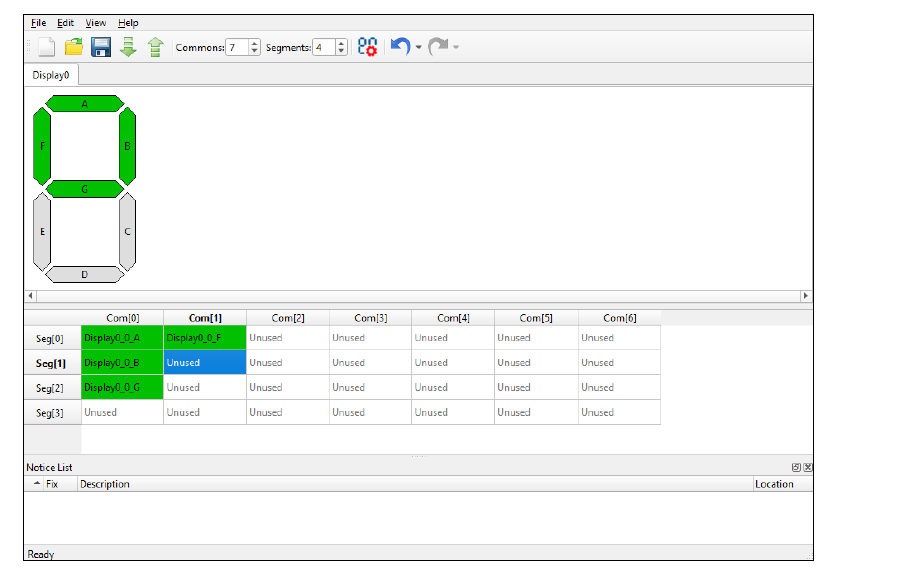 File Edit View Help
Commons: 7 Segments: 4
Display0
A
F B
G
E C
D
Com[0] Com[1] Com[2] Com[3] Com[4] Com[5] Com[6]
Seg[0] Display0_0_A Display0_0_F Unused Unused Unused Unused Unused
Seg[1] Display0_0_B Unused Unused Unused Unused Unused Unused
Seg[2] Display0_0_G Unused Unused Unused Unused Unused Unused
Seg[3] Unused Unused Unused Unused Unused Unused Unused
Notice List
Fix Description Location
Ready